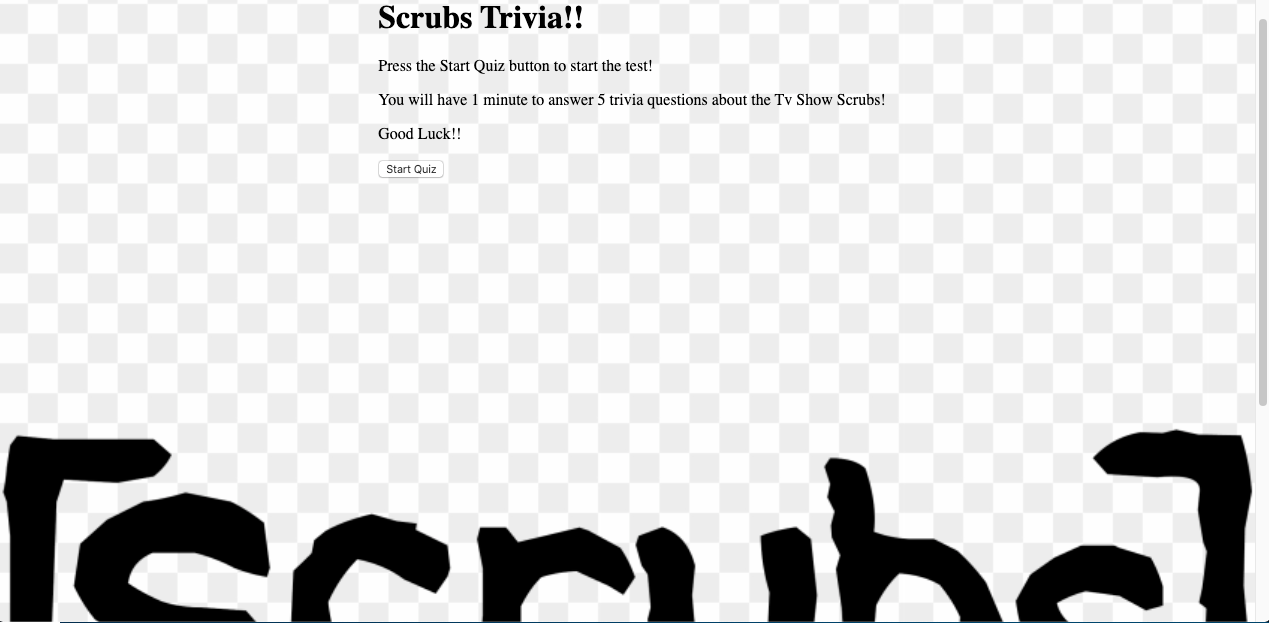 Scrubs Trivia!!
Press the Start Quiz button to start the test!
You will have 1 minute to answer 5 trivia questions about the Tv Show Scrubs!
Good Luck!!
Start Quiz
[scrubs]